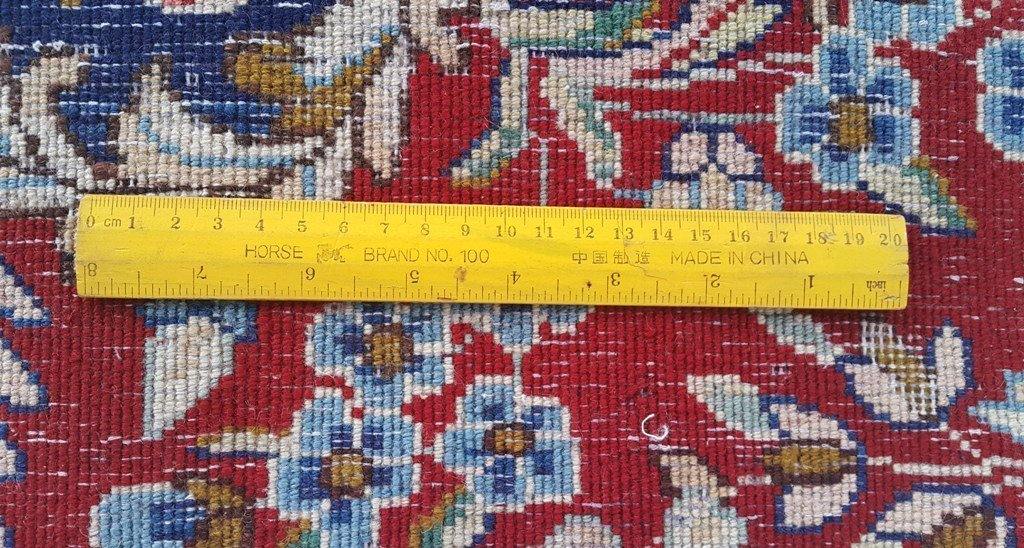 0 cm 1 2 3 4 5 6 7 8 9 10 11 12 13 14 15 16 17 18 19 20
HORSE BRAND NO. 100 中国制造 MADE IN CHINA
8 7 6 5 4 3 2 1 inch